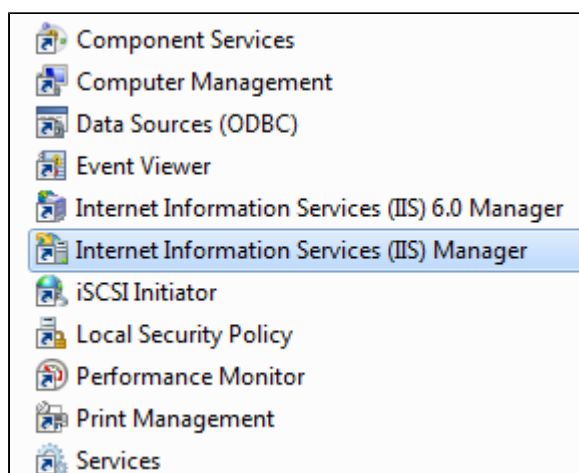 Component Services
Computer Management
Data Sources (ODBC)
Event Viewer
Internet Information Services (IIS) 6.0 Manager
Internet Information Services (IIS) Manager
iSCSI Initiator
Local Security Policy
Performance Monitor
Print Management
Services